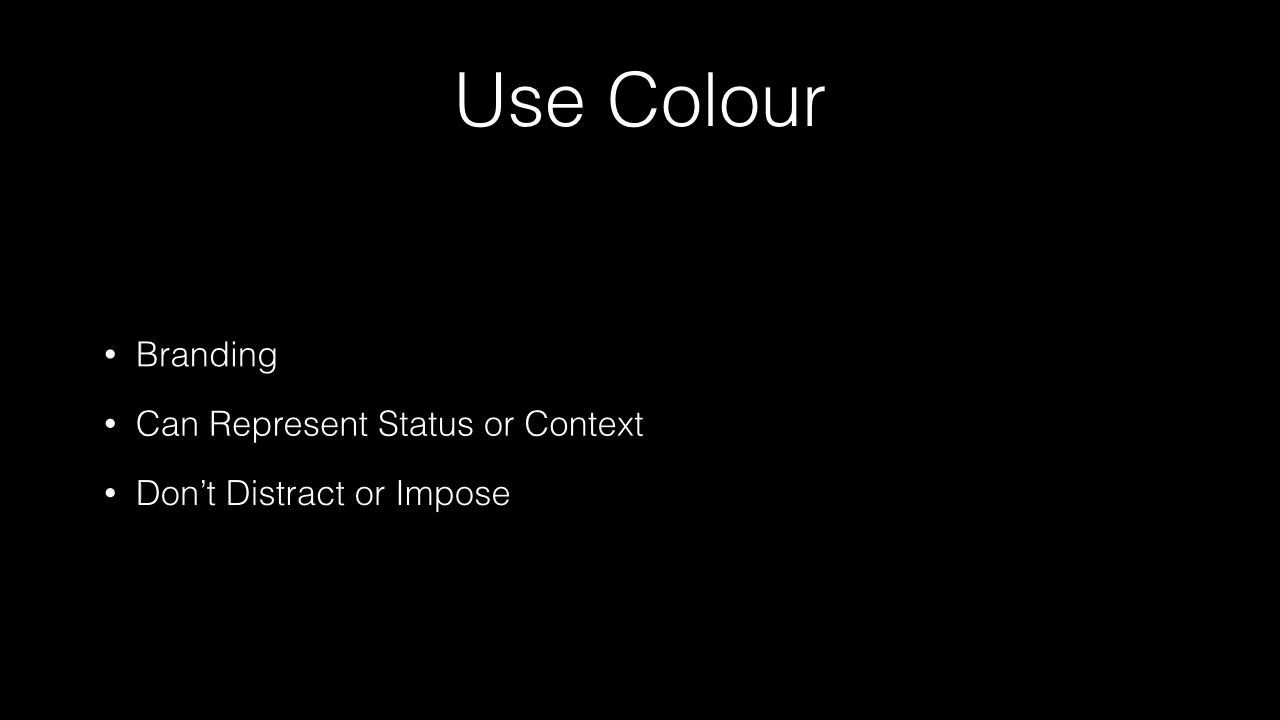 Use Colour
• Branding
• Can Represent Status or Context
• Don’t Distract or Impose